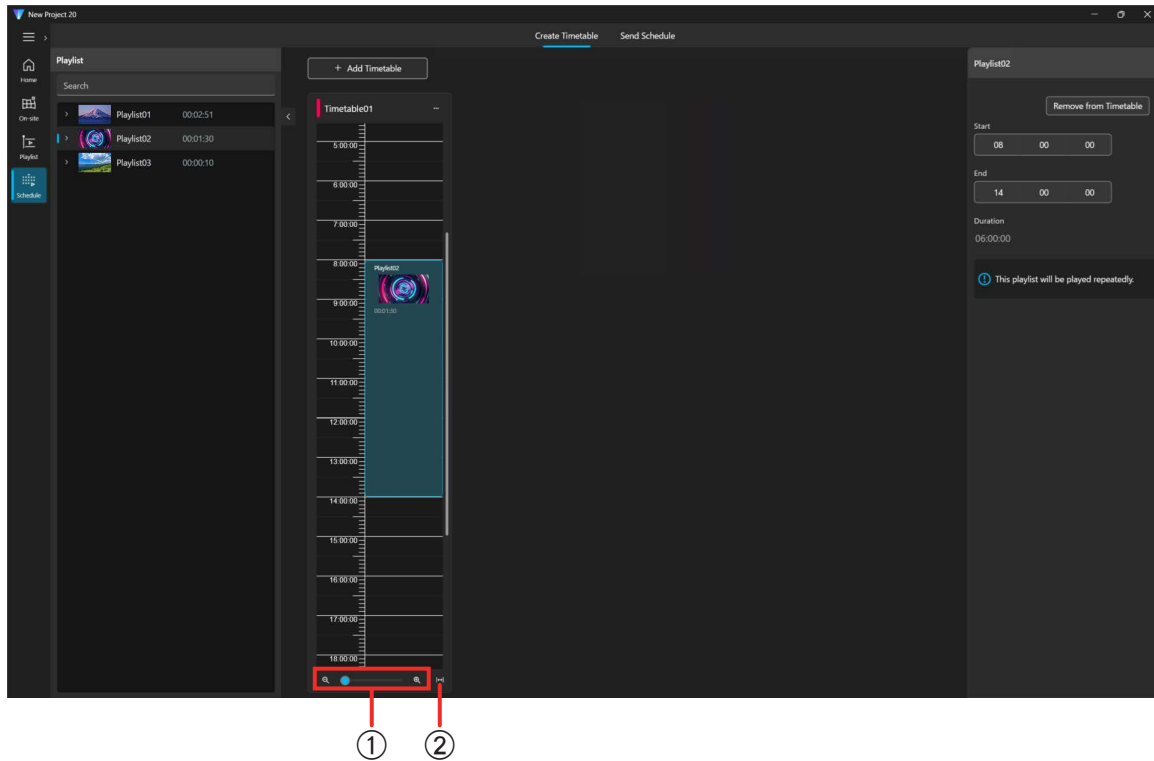 New Project 20
Create Timetable
Send Schedule
Home
On-site
Playlist
Schedule
Playlist
Search
Playlist01 00:02:51
Playlist02 00:01:30
Playlist03 00:00:10
+ Add Timetable
Timetable01
5:00:00
6:00:00
7:00:00
8:00:00
Playlist02
9:00:00
00:01:30
10:00:00
11:00:00
12:00:00
13:00:00
14:00:00
15:00:00
16:00:00
17:00:00
18:00:00
Playlist02
Remove from Timetable
Start
08 00 00
End
14 00 00
Duration
06:00:00
This playlist will be played repeatedly.
① ②